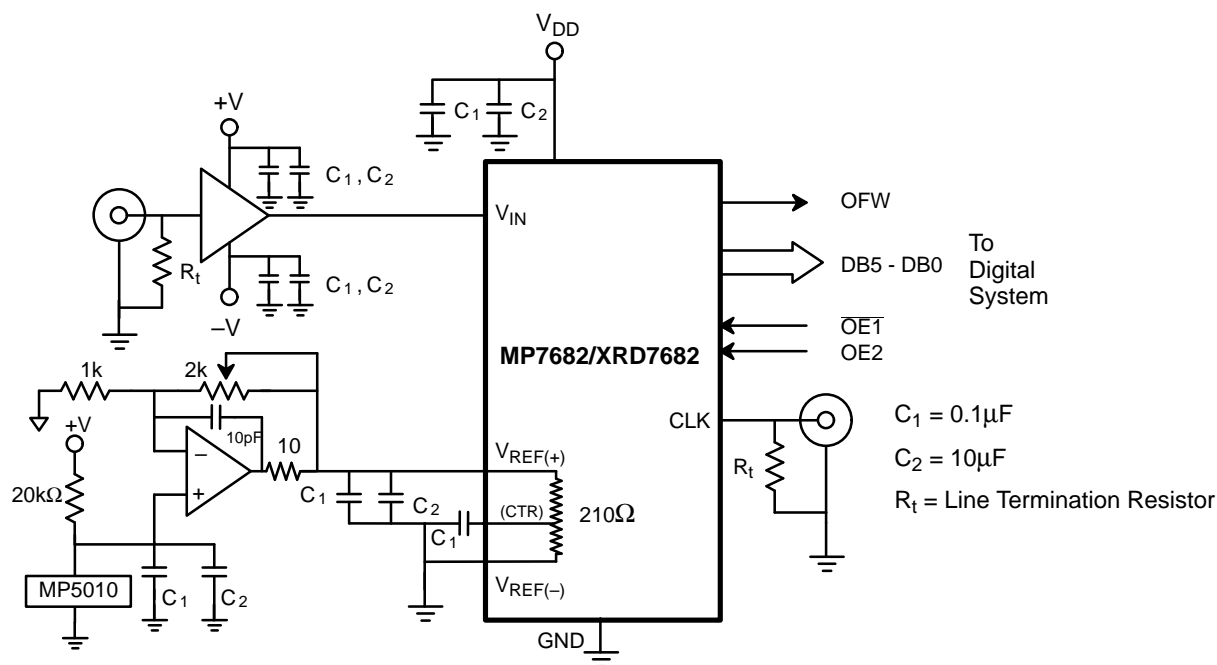 V_DD
C_1
C_2
+V
C_1 , C_2
R_t
C_1 , C_2
–V
V_IN
OFW
DB5 - DB0
To
Digital
System
O̅E̅1̅
OE2
MP7682/XRD7682
CLK
R_t
C_1 = 0.1μF
C_2 = 10μF
R_t = Line Termination Resistor
1k
2k
+V
10pF
10
–
+
20kΩ
MP5010
C_1
C_2
C_1
C_2
C_1
V_REF(+)
(CTR)
210Ω
V_REF(–)
GND